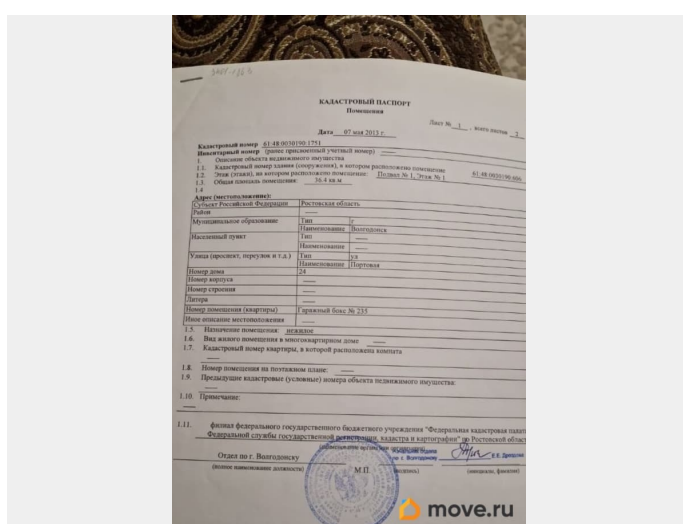 КАДАСТРОВЫЙ ПАСПОРТ
Помещения
Лист № 1 , всего листов 1
Дата 07 мая 2013 г.
Кадастровый номер 61:48:0030190:1751
Инвентарный номер (ранее присвоенный учетный номер)
1. Описание объекта недвижимого имущества
1.1. Кадастровый номер здания (сооружения), в котором расположено помещение 61:48:0030190:686
1.2. Этаж (этажи), на котором расположено помещение: Подвал № 1, Этаж № 1
1.3. Общая площадь помещения: 36.4 кв.м
1.4
Адрес (местоположение):
Субъект Российской Федерации Ростовская область
Район
Муниципальное образование Тип г
Наименование Волгодонск
Населенный пункт Тип
Наименование
Улица (проспект, переулок и т.д.) Тип ул
Наименование Портовая
Номер дома 24
Номер корпуса
Номер строения
Литера
Номер помещения (квартиры) Гаражный бокс № 235
Иное описание местоположения
1.5. Назначение помещения: нежилое
1.6. Вид жилого помещения в многоквартирном доме
1.7. Кадастровый номер квартиры, в которой расположена комната
1.8. Номер помещения на поэтажном плане:
1.9. Предыдущие кадастровые (условные) номера объекта недвижимого имущества:
1.10. Примечание:
1.11. филиал федерального государственного бюджетного учреждения "Федеральная кадастровая палат
Федеральной службы государственной регистрации, кадастра и картографии" по Ростовской област
Отдел по г. Волгодонску
(полное наименование должности) М.П. (подпись) (инициалы, фамилия)
move.ru